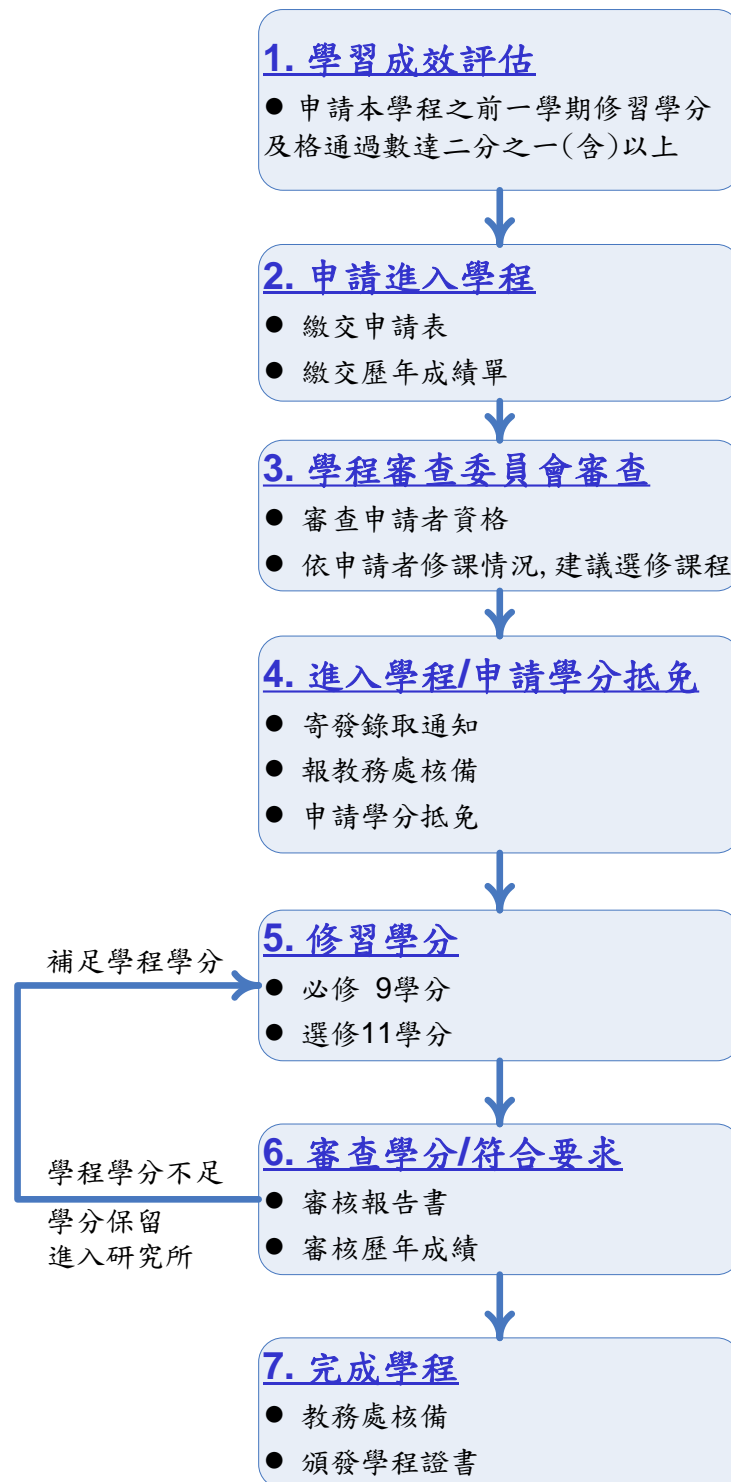 1. 學習成效評估
● 申請本學程之前一學期修習學分
及格通過數達二分之一(含)以上
2. 申請進入學程
● 繳交申請表
● 繳交歷年成績單
3. 學程審查委員會審查
● 審查申請者資格
● 依申請者修課情況, 建議選修課程
4. 進入學程/申請學分抵免
● 寄發錄取通知
● 報教務處核備
● 申請學分抵免
5. 修習學分
● 必修 9學分
● 選修11學分
補足學程學分
6. 審查學分/符合要求
● 審核報告書
● 審核歷年成績
學程學分不足
學分保留
進入研究所
7. 完成學程
● 教務處核備
● 頒發學程證書